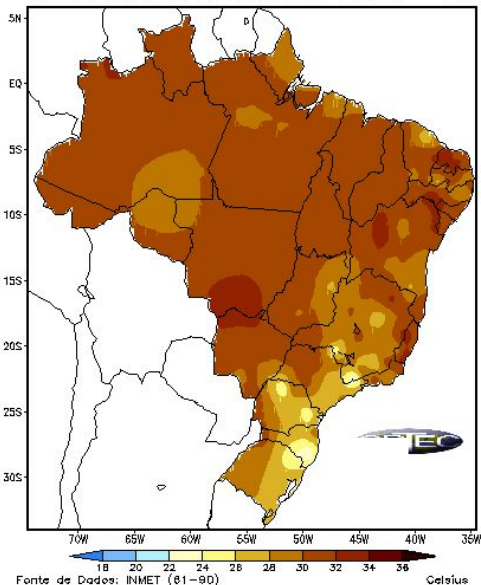 5N
EQ
5S
10S
15S
20S
25S
30S
70W 65W 60W 55W 50W 45W 40W 35W
18 20 22 24 26 28 30 32 34 36
Fonte de Dados: INMET (61-90) Celsius